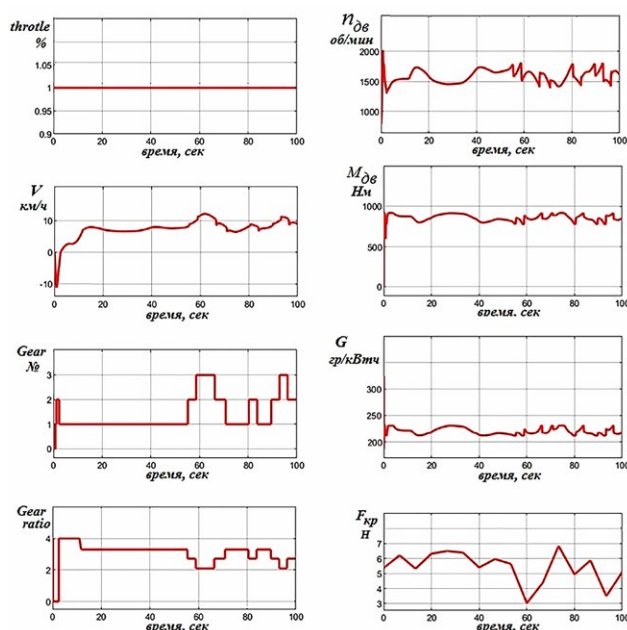 throtle
%
1.05
1
0.95
0.9
0 20 40 60 80 100
время, сек
n дв
об/мин
2000
1500
1000
0 20 40 60 80 100
время, сек
V
км/ч
10
0
-10
0 20 40 60 80 100
время, сек
M дв
Нм
1000
500
0
0 20 40 60 80 100
время, сек
Gear
№
3
2
1
0
0 20 40 60 80 100
время, сек
G
гр/кВтч
300
250
200
0 20 40 60 80 100
время, сек
Gear
ratio
4
2
0
0 20 40 60 80 100
время, сек
F кр
Н
7
6
5
4
3
0 20 40 60 80 100
время, сек